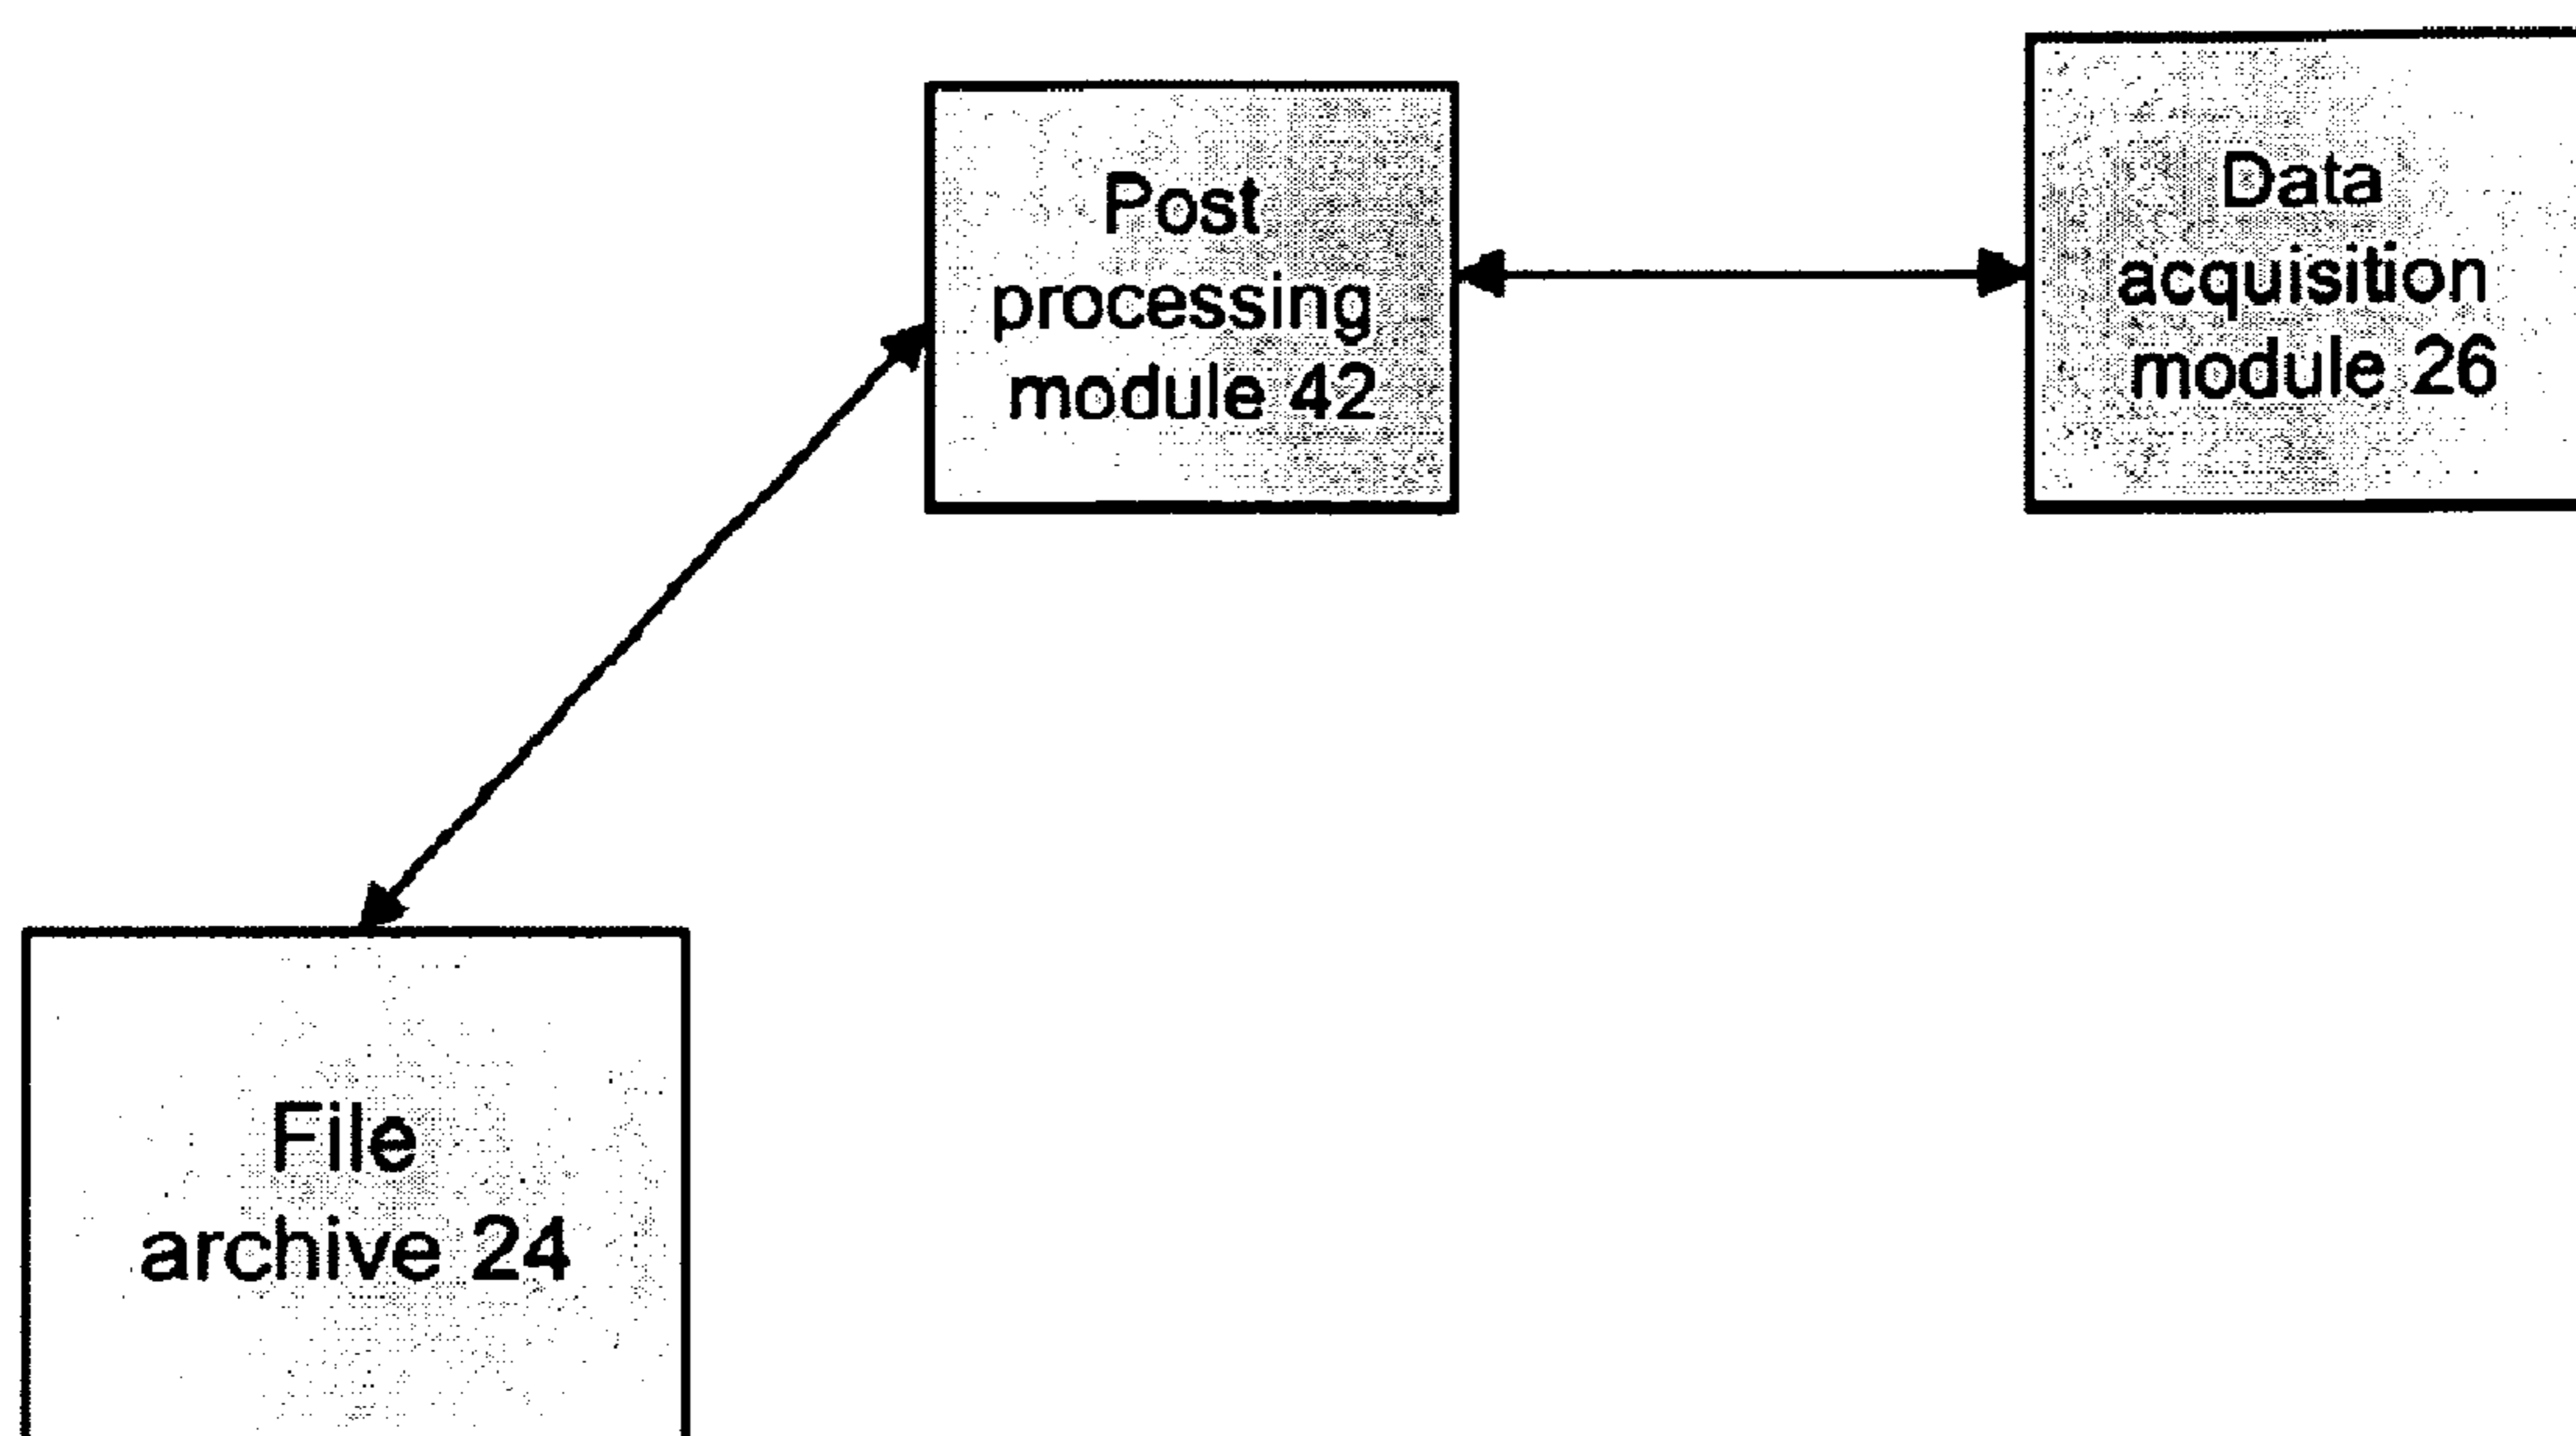 Post
processing
module 42
Data
acquisition
module 26
File
archive 24